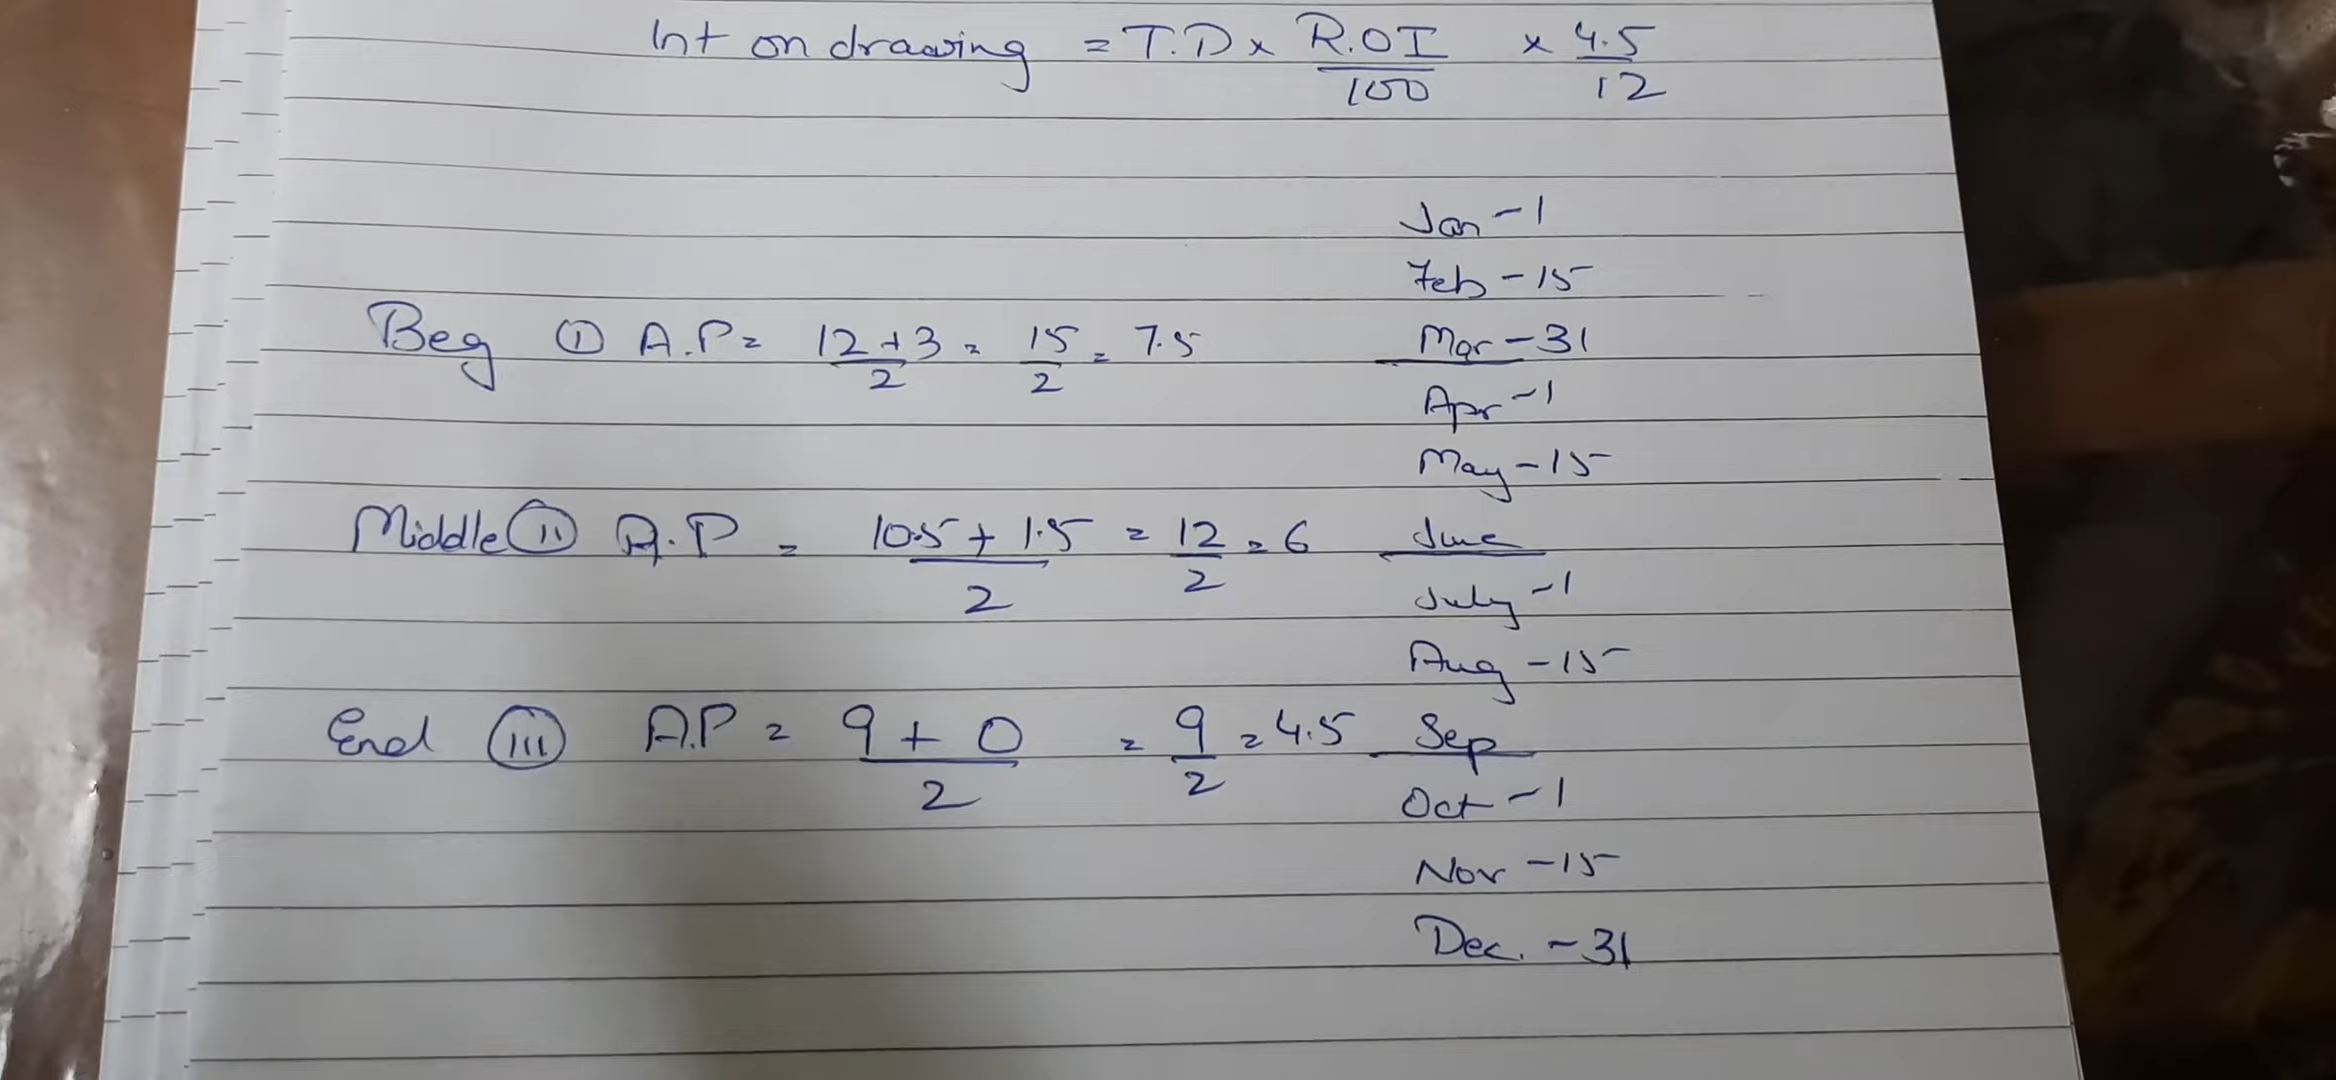 Int on drawing = T.D x R.OI/100 x 4.5/12
Jan - 1
Feb - 15
Beg (i) A.P = 12+3/2 = 15/2 = 7.5
Mar - 31
Apr - 1
May - 15
Middle (ii) A.P = 10.5 + 1.5/2 = 12/2 = 6
June
July - 1
Aug - 15
End (iii) A.P = 9 + 0/2 = 9/2 = 4.5
Sep
Oct - 1
Nov - 15
Dec. - 31